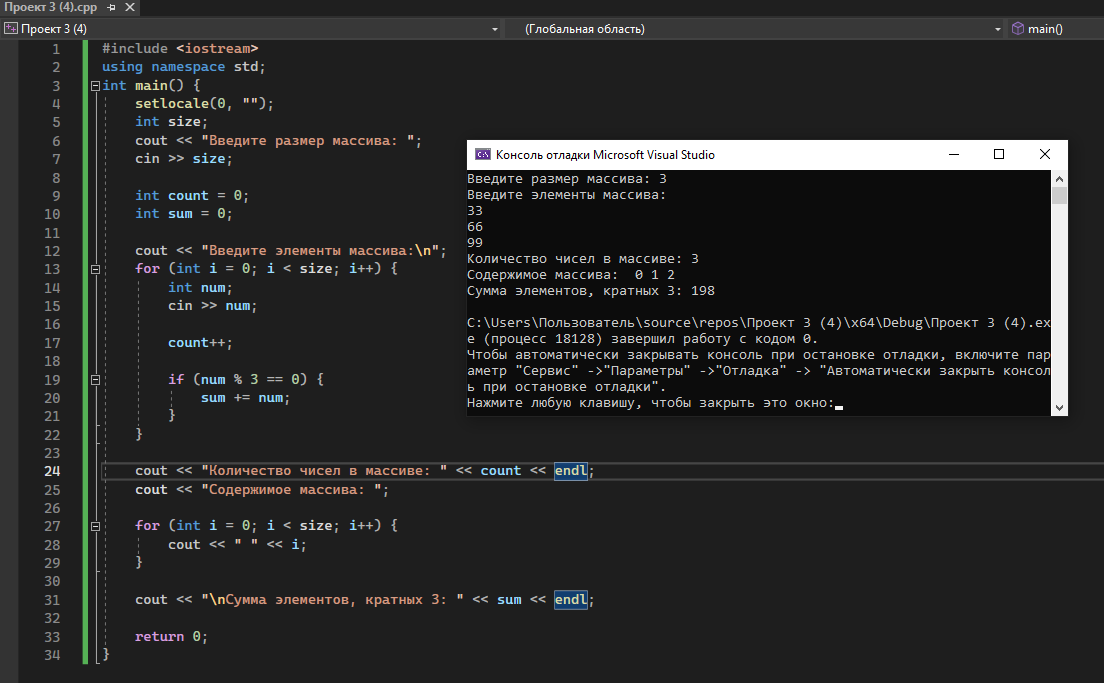 Проект 3 (4).cpp
Проект 3 (4)
(Глобальная область)
main()
1 #include <iostream>
2 using namespace std;
3 int main() {
4 setlocale(0, "");
5 int size;
6 cout << "Введите размер массива: ";
7 cin >> size;
8
9 int count = 0;
10 int sum = 0;
11
12 cout << "Введите элементы массива:\n";
13 for (int i = 0; i < size; i++) {
14 int num;
15 cin >> num;
16
17 count++;
18
19 if (num % 3 == 0) {
20 sum += num;
21 }
22 }
23
24 cout << "Количество чисел в массиве: " << count << endl;
25 cout << "Содержимое массива: ";
26
27 for (int i = 0; i < size; i++) {
28 cout << " " << i;
29 }
30
31 cout << "\nСумма элементов, кратных 3: " << sum << endl;
32
33 return 0;
34 }
Консоль отладки Microsoft Visual Studio
Введите размер массива: 3
Введите элементы массива:
33
66
99
Количество чисел в массиве: 3
Содержимое массива:  0 1 2
Сумма элементов, кратных 3: 198
C:\Users\Пользователь\source\repos\Проект 3 (4)\x64\Debug\Проект 3 (4).ex
e (процесс 18128) завершил работу с кодом 0.
Чтобы автоматически закрывать консоль при остановке отладки, включите пар
аметр "Сервис" ->"Параметры" ->"Отладка" -> "Автоматически закрыть консол
ь при остановке отладки".
Нажмите любую клавишу, чтобы закрыть это окно: